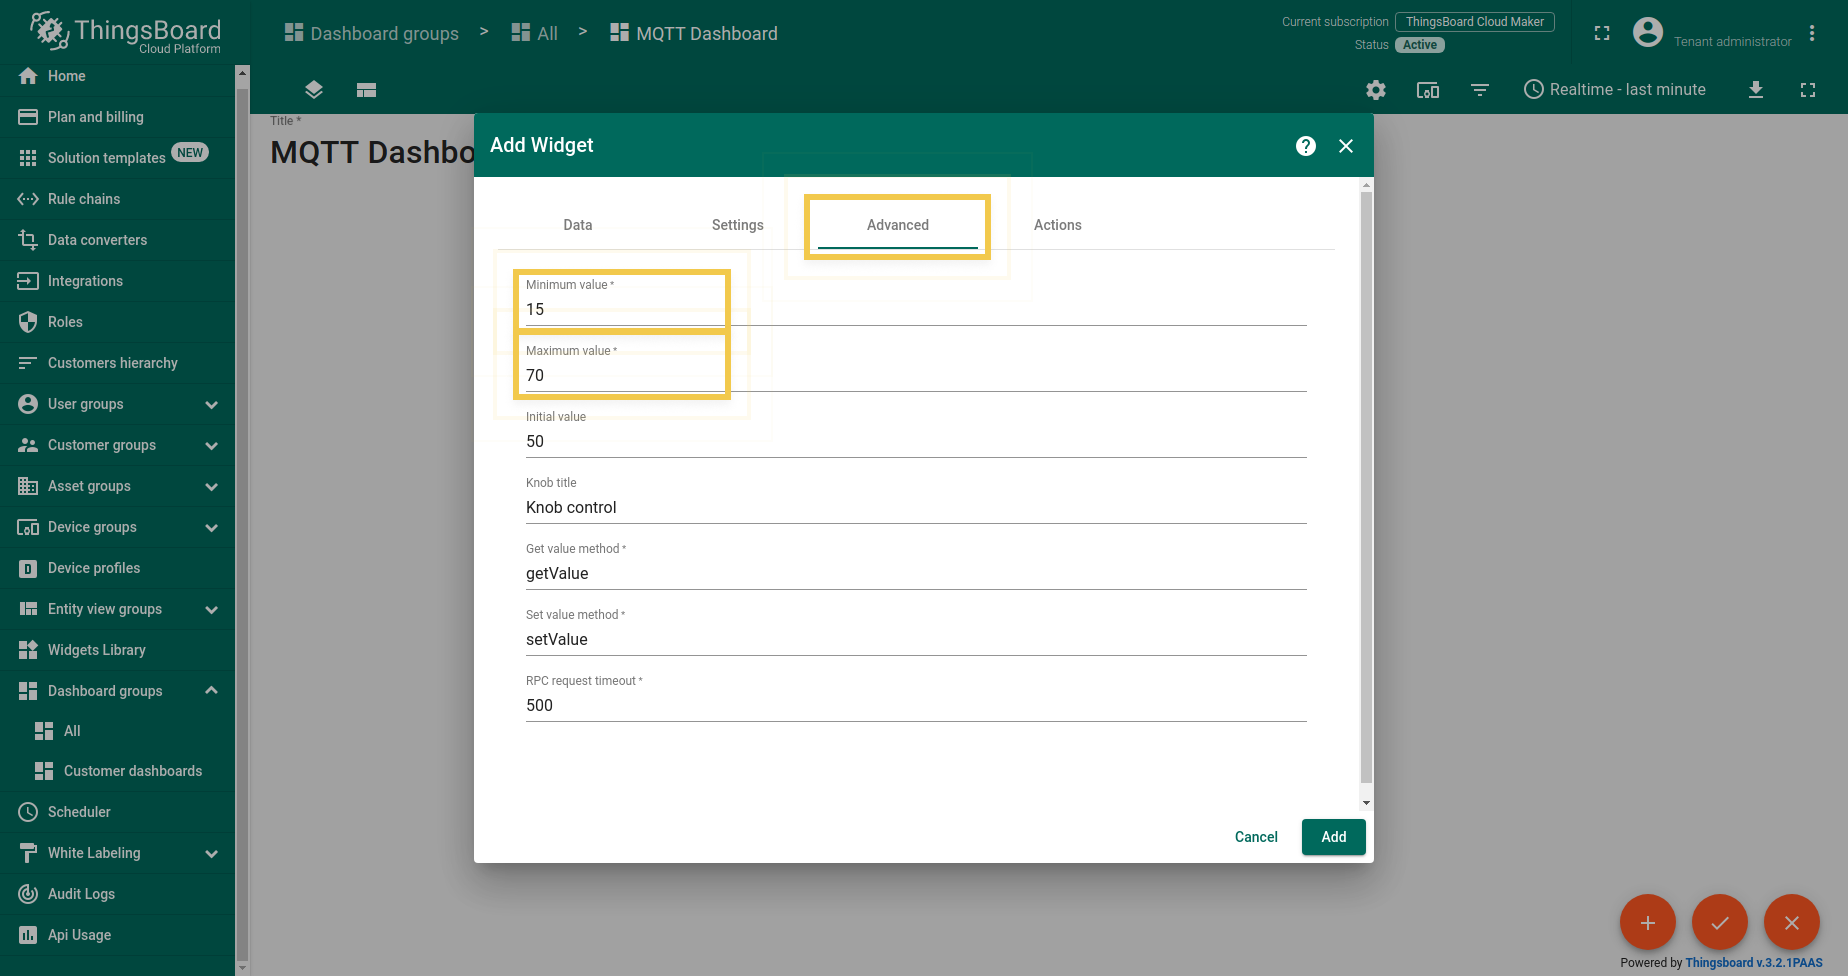 ThingsBoard
Cloud Platform
Dashboard groups > All > MQTT Dashboard
Current subscription ThingsBoard Cloud Maker
Status Active
Tenant administrator
Realtime - last minute
Home
Plan and billing
Solution templates NEW
Rule chains
Data converters
Integrations
Roles
Customers hierarchy
User groups
Customer groups
Asset groups
Device groups
Device profiles
Entity view groups
Widgets Library
Dashboard groups
All
Customer dashboards
Scheduler
White Labeling
Audit Logs
Api Usage
Title *
MQTT Dashbo
Add Widget
Data Settings Advanced Actions
Minimum value *
15
Maximum value *
70
Initial value
50
Knob title
Knob control
Get value method *
getValue
Set value method *
setValue
RPC request timeout *
500
Cancel Add
Powered by Thingsboard v.3.2.1PAAS